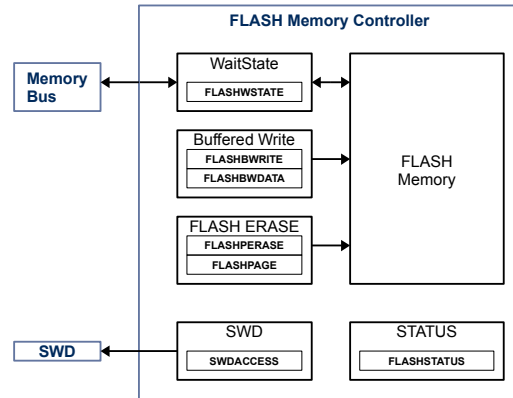 FLASH Memory Controller
Memory
Bus
WaitState
FLASHWSTATE
Buffered Write
FLASHBWRITE
FLASHBWDATA
FLASH ERASE
FLASHPERASE
FLASHPAGE
FLASH
Memory
SWD
SWD
SWDACCESS
STATUS
FLASHSTATUS